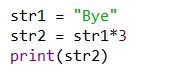 str1 = "Bye"
str2 = str1*3
print(str2)